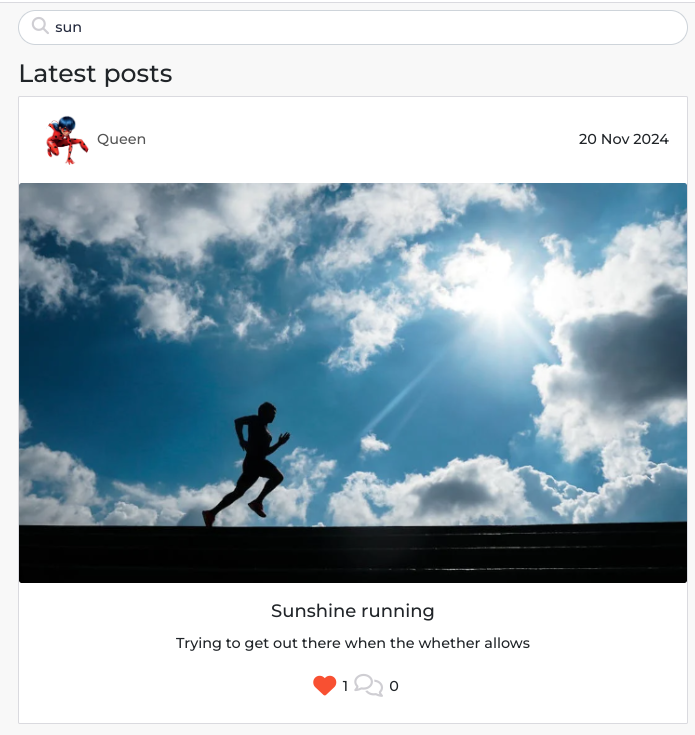 sun
Latest posts
Queen
20 Nov 2024
Sunshine running
Trying to get out there when the whether allows
1 0